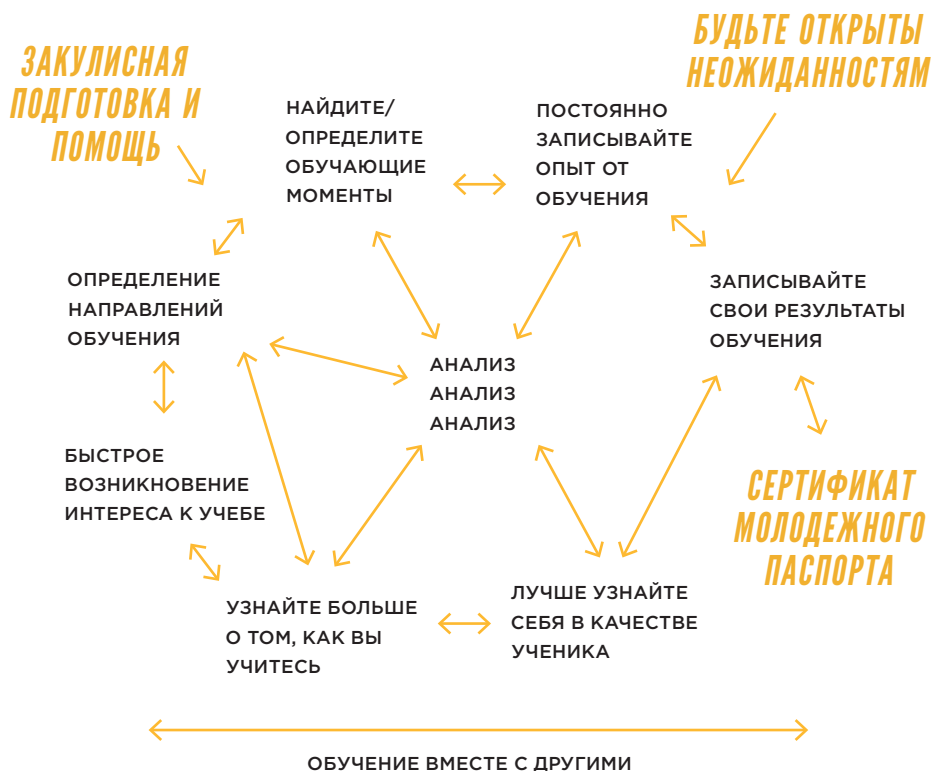 ЗАКУЛИСНАЯ
ПОДГОТОВКА И
ПОМОЩЬ
БУДЬТЕ ОТКРЫТЫ
НЕОЖИДАННОСТЯМ
НАЙДИТЕ/
ОПРЕДЕЛИТЕ
ОБУЧАЮЩИЕ
МОМЕНТЫ
ПОСТОЯННО
ЗАПИСЫВАЙТЕ
ОПЫТ ОТ
ОБУЧЕНИЯ
ОПРЕДЕЛЕНИЕ
НАПРАВЛЕНИЙ
ОБУЧЕНИЯ
ЗАПИСЫВАЙТЕ
СВОИ РЕЗУЛЬТАТЫ
ОБУЧЕНИЯ
АНАЛИЗ
АНАЛИЗ
АНАЛИЗ
БЫСТРОЕ
ВОЗНИКНОВЕНИЕ
ИНТЕРЕСА К УЧЕБЕ
СЕРТИФИКАТ
МОЛОДЕЖНОГО
ПАСПОРТА
УЗНАЙТЕ БОЛЬШЕ
О ТОМ, КАК ВЫ
УЧИТЕСЬ
ЛУЧШЕ УЗНАЙТЕ
СЕБЯ В КАЧЕСТВЕ
УЧЕНИКА
ОБУЧЕНИЕ ВМЕСТЕ С ДРУГИМИ